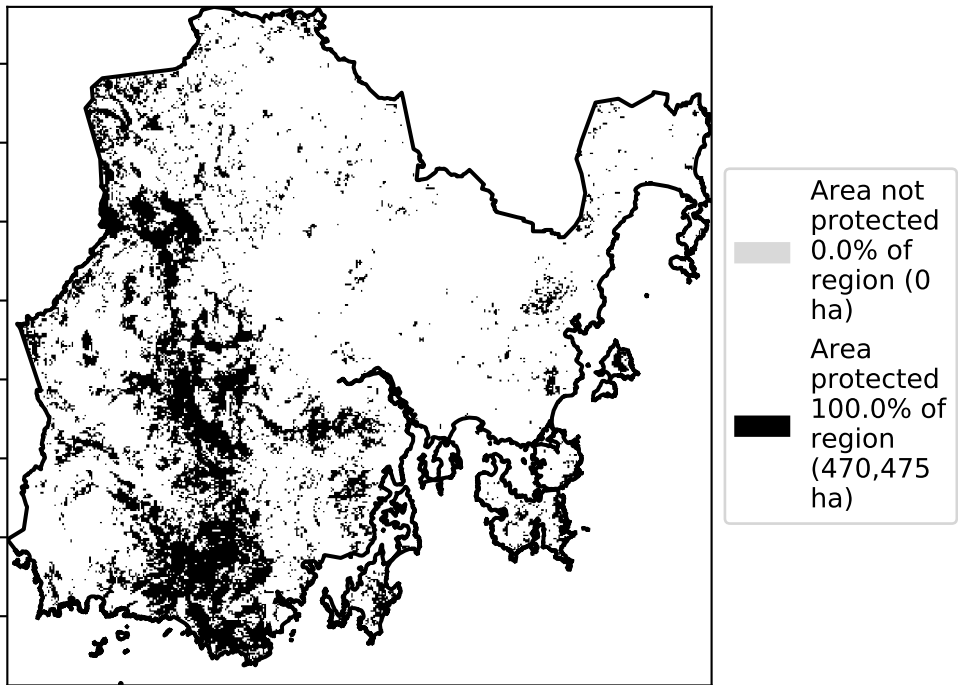 Area not
protected
0.0% of
region (0
ha)
Area
protected
100.0% of
region
(470,475
ha)